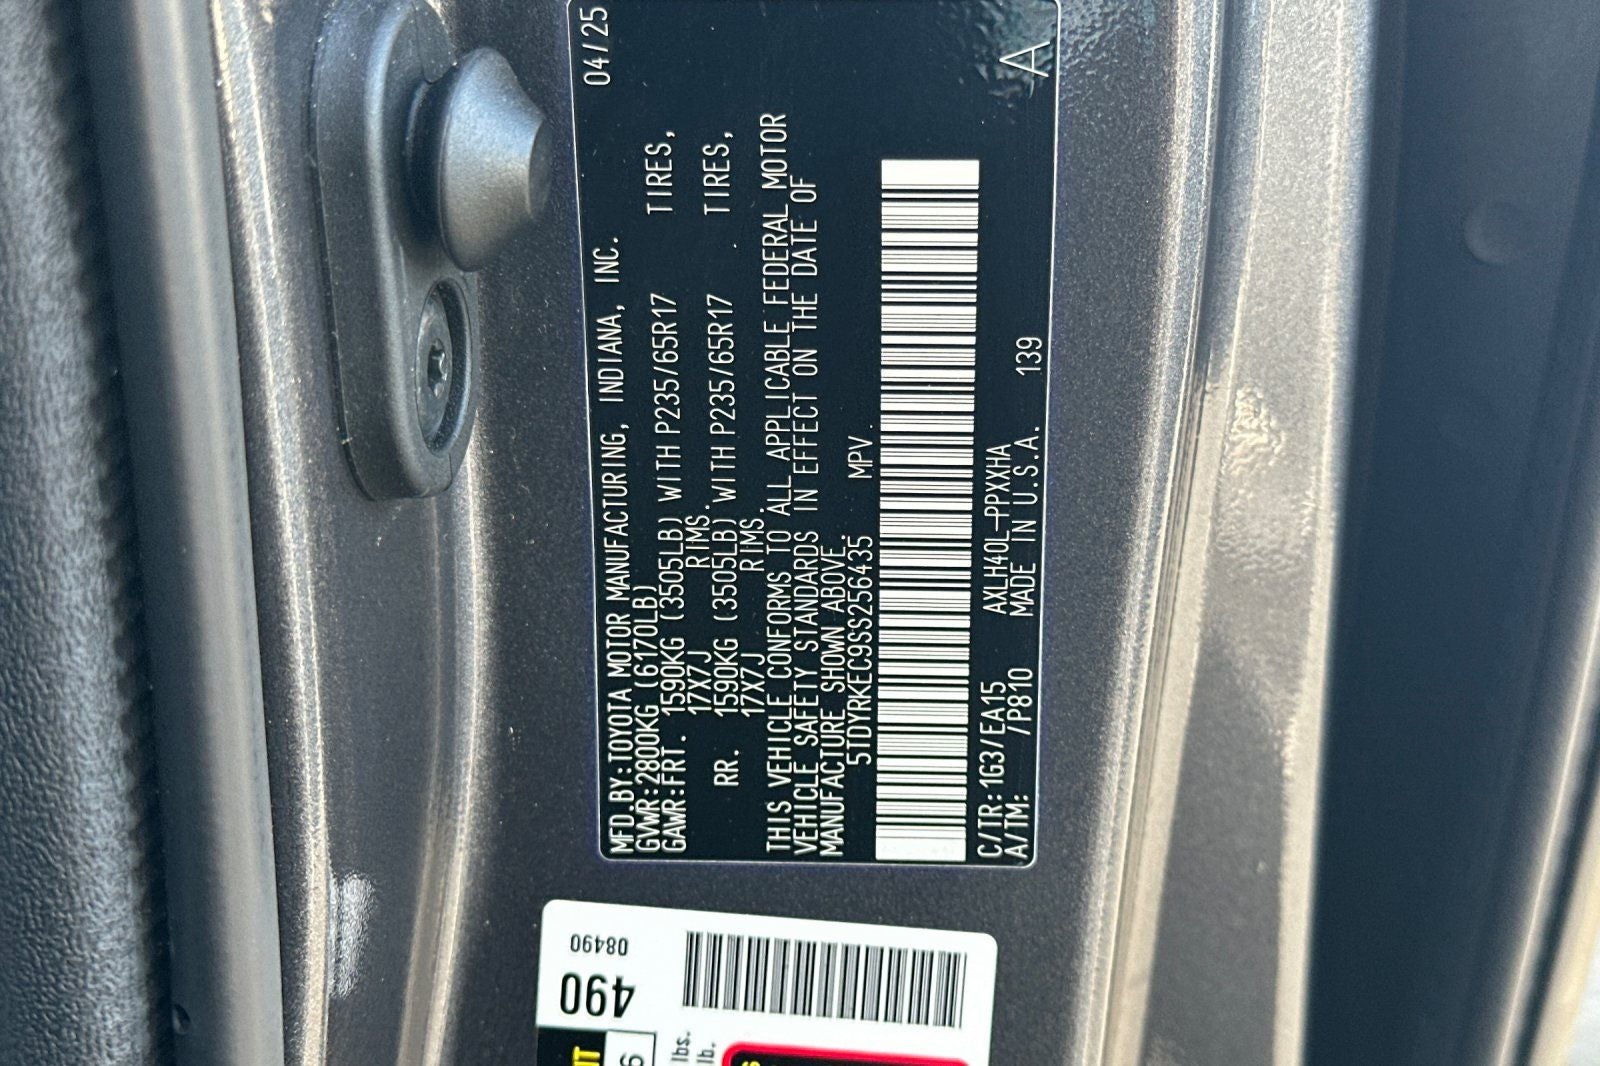 04/25
MFD.BY:TOYOTA MOTOR MANUFACTURING, INDIANA, INC.
GVWR:2800KG (6170LB)
GAWR:FRT. 1590KG (3505LB) WITH P235/65R17 TIRES,
17X7J RIMS.
RR. 1590KG (3505LB) WITH P235/65R17 TIRES,
17X7J RIMS.
THIS VEHICLE CONFORMS TO ALL APPLICABLE FEDERAL MOTOR
VEHICLE SAFETY STANDARDS IN EFFECT ON THE DATE OF
MANUFACTURE SHOWN ABOVE.
5TDYRKEC9SS256435 MPV
C/TR:1G3/EA15 AXLH40L-PPXXHA
A/TM: /P810 MADE IN U.S.A. 139
A
08490
490
lbs.
lb.